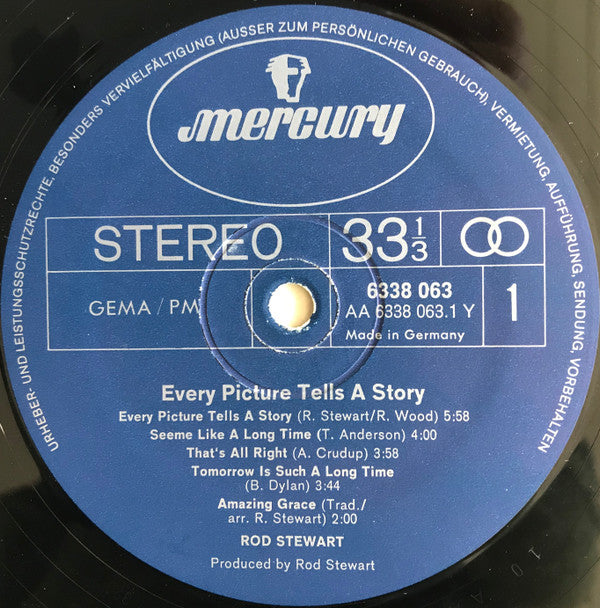 URHEBER- UND LEISTUNGSSCHUTZRECHTE, BESONDERS VERVIELFÄLTIGUNG (AUSSER ZUM PERSÖNLICHEN GEBRAUCH), VERMIETUNG, AUFFÜHRUNG, SENDUNG, VORBEHALTEN
mercury
STEREO 33 1/3
GEMA / PM 6338 063 1
AA 6338 063.1 Y
Made in Germany
Every Picture Tells A Story
Every Picture Tells A Story (R. Stewart/R. Wood) 5:58
Seeme Like A Long Time (T. Anderson) 4:00
That's All Right (A. Crudup) 3:58
Tomorrow Is Such A Long Time
(B. Dylan) 3:44
Amazing Grace (Trad./
arr. R. Stewart) 2:00
ROD STEWART
Produced by Rod Stewart